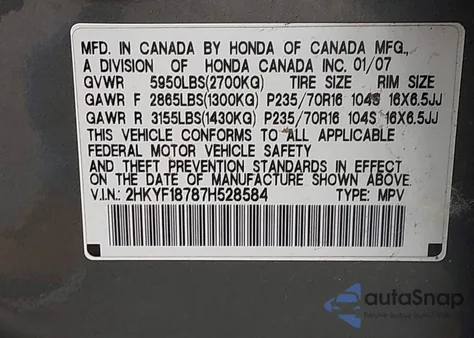 MFD. IN CANADA BY HONDA OF CANADA MFG.,
A DIVISION OF HONDA CANADA INC. 01/07
GVWR 5950LBS(2700KG) TIRE SIZE RIM SIZE
GAWR F 2865LBS(1300KG) P235/70R16 104S 16X6.5JJ
GAWR R 3155LBS(1430KG) P235/70R16 104S 16X6.5JJ
THIS VEHICLE CONFORMS TO ALL APPLICABLE
FEDERAL MOTOR VEHICLE SAFETY
AND THEFT PREVENTION STANDARDS IN EFFECT
ON THE DATE OF MANUFACTURE SHOWN ABOVE.
V.I.N.: 2HKYF18787H528584 TYPE: MPV
autoSnap